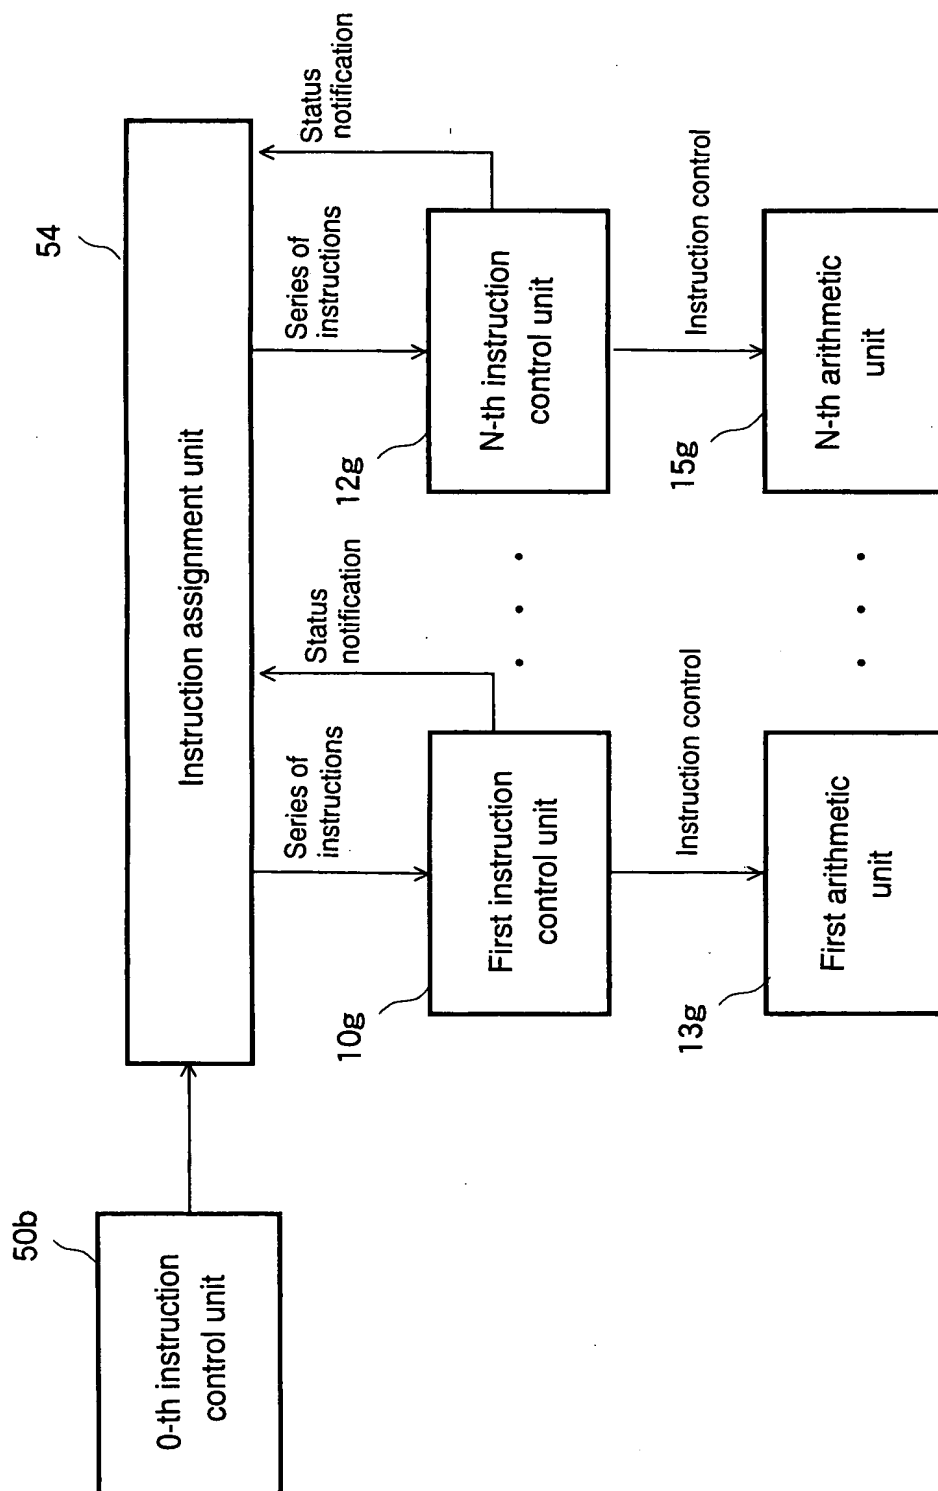 50b
0-th instruction
control unit
54
Instruction assignment unit
Series of
instructions
Status
notification
Series of
instructions
Status
notification
10g
First instruction
control unit
12g
N-th instruction
control unit
Instruction control
Instruction control
13g
First arithmetic
unit
15g
N-th arithmetic
unit